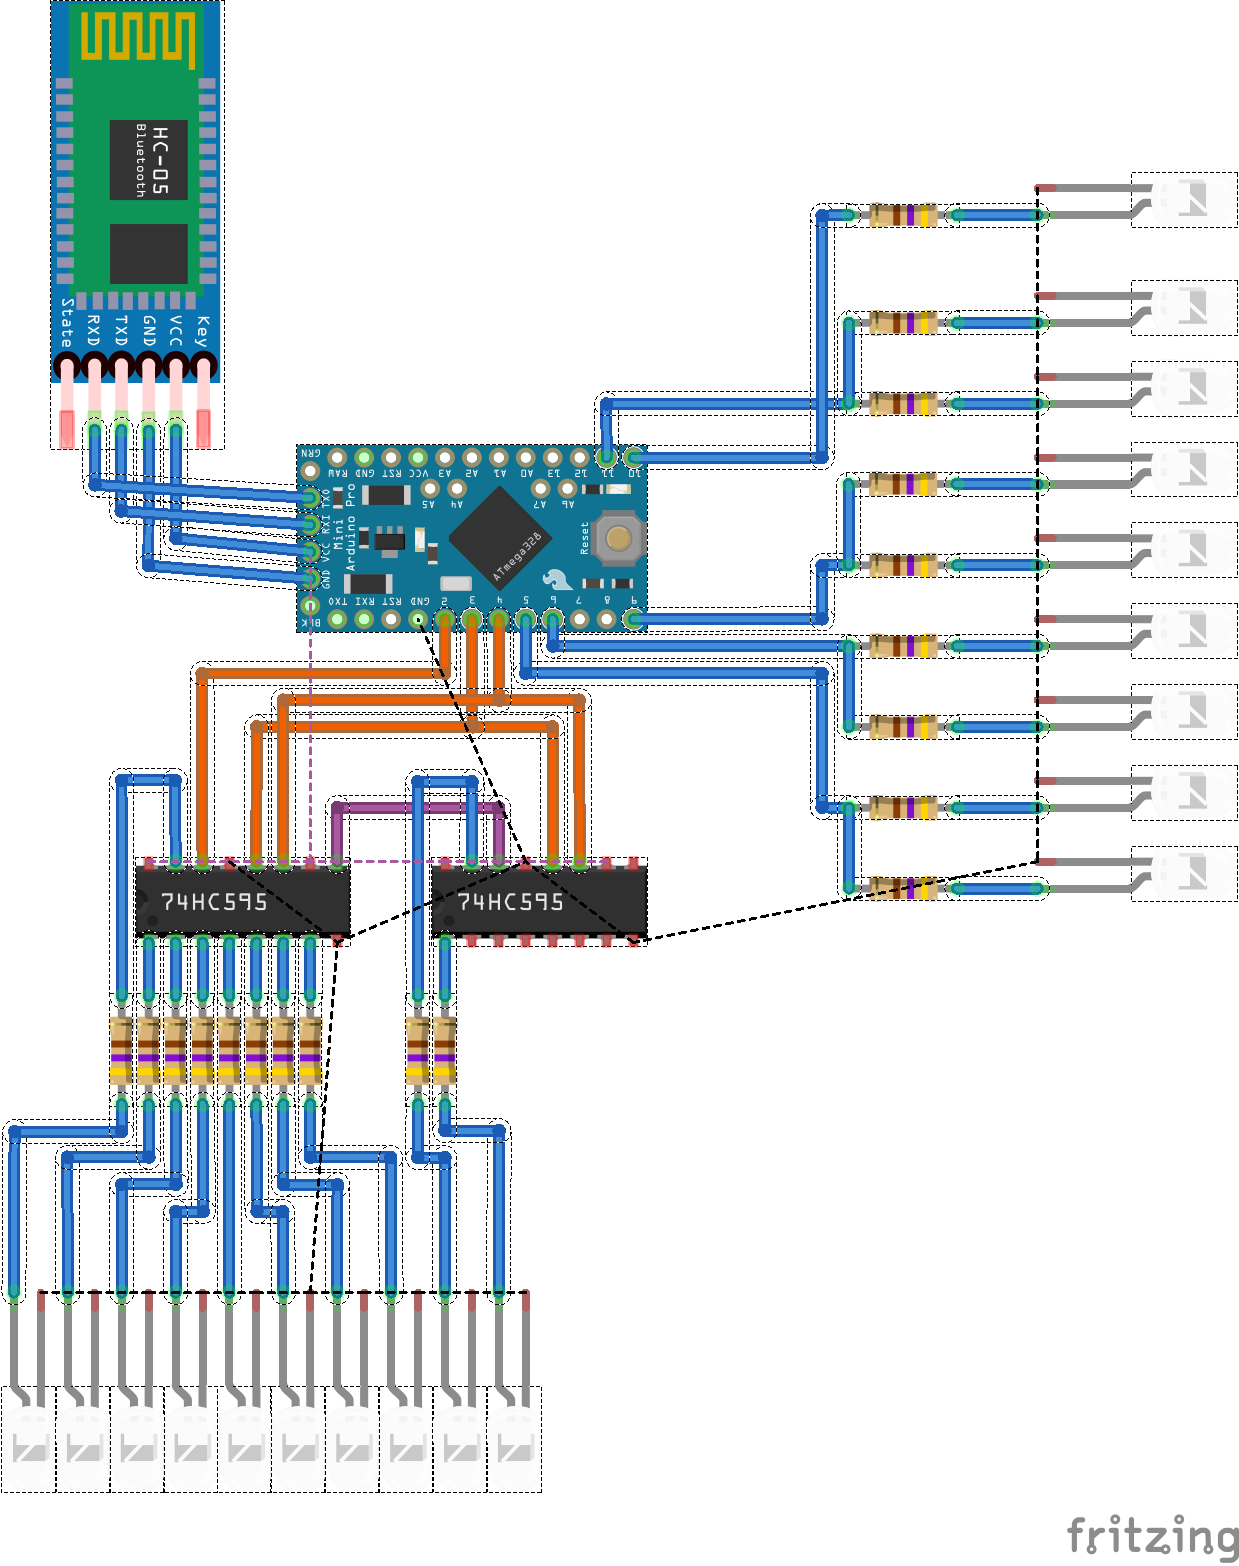 HC-05
Bluetooth
State
RXD
TXD
GND
VCC
Key
GRN
RAW
GND
RST
VCC
A3
A2
A1
A0
13
12
11
10
TXO
RXI
VCC
GND
BLK
A5
A4
A7
A6
Arduino Pro
Mini
ATmega328
Reset
TXO
RXI
RST
GND
2
3
4
5
6
7
8
9
74HC595
74HC595
fritzing